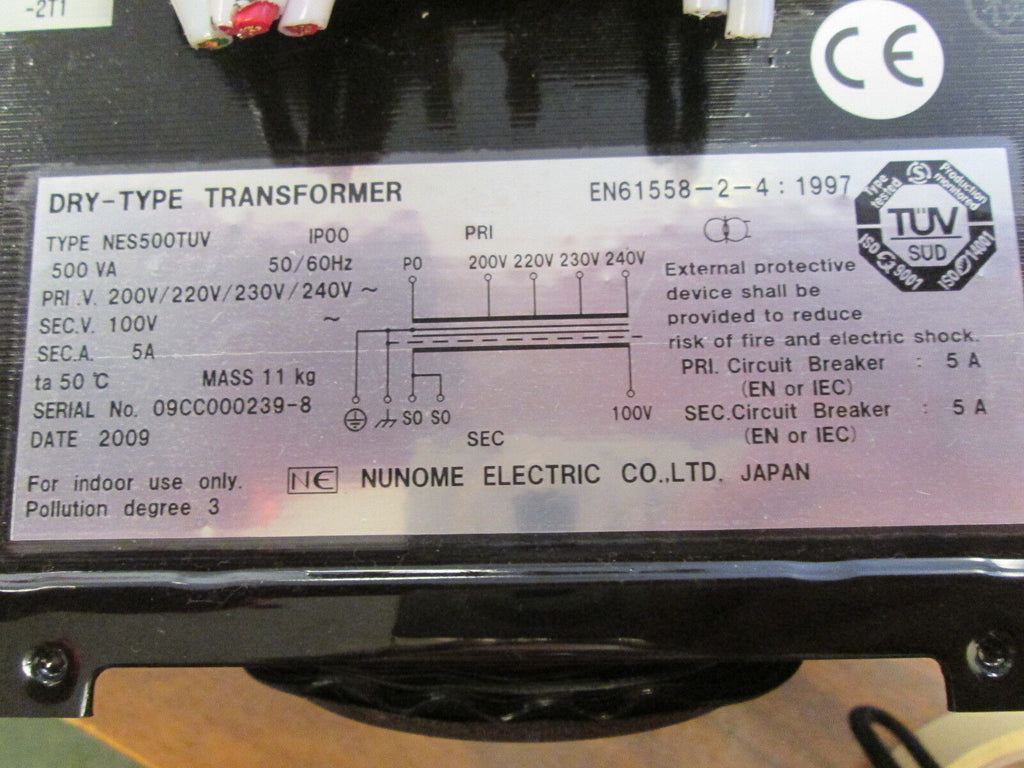 -2T1
CE
DRY-TYPE TRANSFORMER
EN61558-2-4 : 1997
Type tested
Production monitored
TÜV
SÜD
ISO 9001
ISO 14001
TYPE NES500TUV IP00
500 VA 50/60Hz
PRI .V. 200V/220V/230V/240V ~
SEC.V. 100V ~
SEC.A. 5A
ta 50 ℃ MASS 11 kg
SERIAL No. 09CC000239-8
DATE 2009
PRI
P0 200V 220V 230V 240V
S0 S0 100V
SEC
External protective
device shall be
provided to reduce
risk of fire and electric shock.
PRI. Circuit Breaker : 5 A
(EN or IEC)
SEC.Circuit Breaker : 5 A
(EN or IEC)
For indoor use only.
Pollution degree 3
NE NUNOME ELECTRIC CO.,LTD. JAPAN